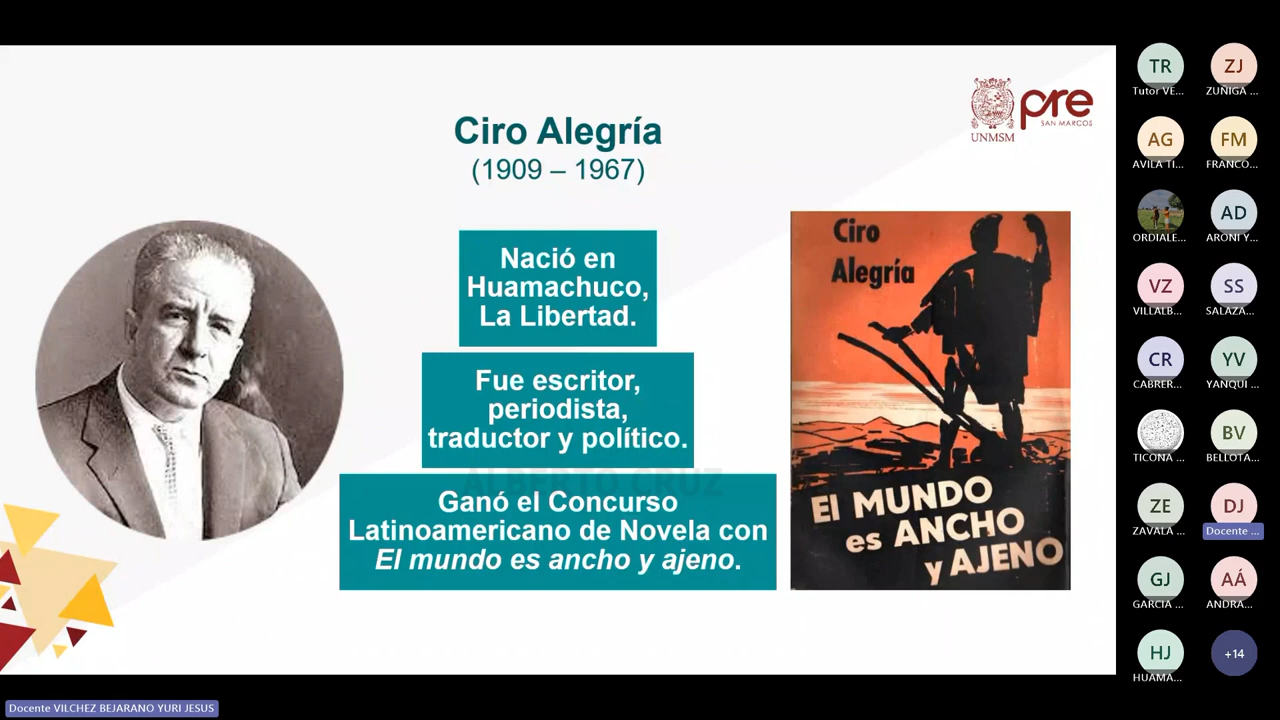 Ciro Alegría
(1909 – 1967)
UNMSM
pre
SAN MARCOS
Nació en
Huamachuco,
La Libertad.
Fue escritor,
periodista,
traductor y político.
ALBERTO CRUZ
Ganó el Concurso
Latinoamericano de Novela con
El mundo es ancho y ajeno.
Ciro
Alegría
El MUNDO
es ANCHO
y AJENO
TR
Tutor VE...
ZJ
ZUÑIGA ...
AG
AVILA TI...
FM
FRANCO...
ORDIALE...
AD
ARONI Y...
VZ
VILLALB...
SS
SALAZA...
CR
CABRER...
YV
YANQUI ...
TICONA ...
BV
BELLOTA...
ZE
ZAVALA ...
DJ
Docente ...
GJ
GARCIA ...
AÁ
ANDRA...
HJ
HUAMA...
+14
Docente VILCHEZ BEJARANO YURI JESUS